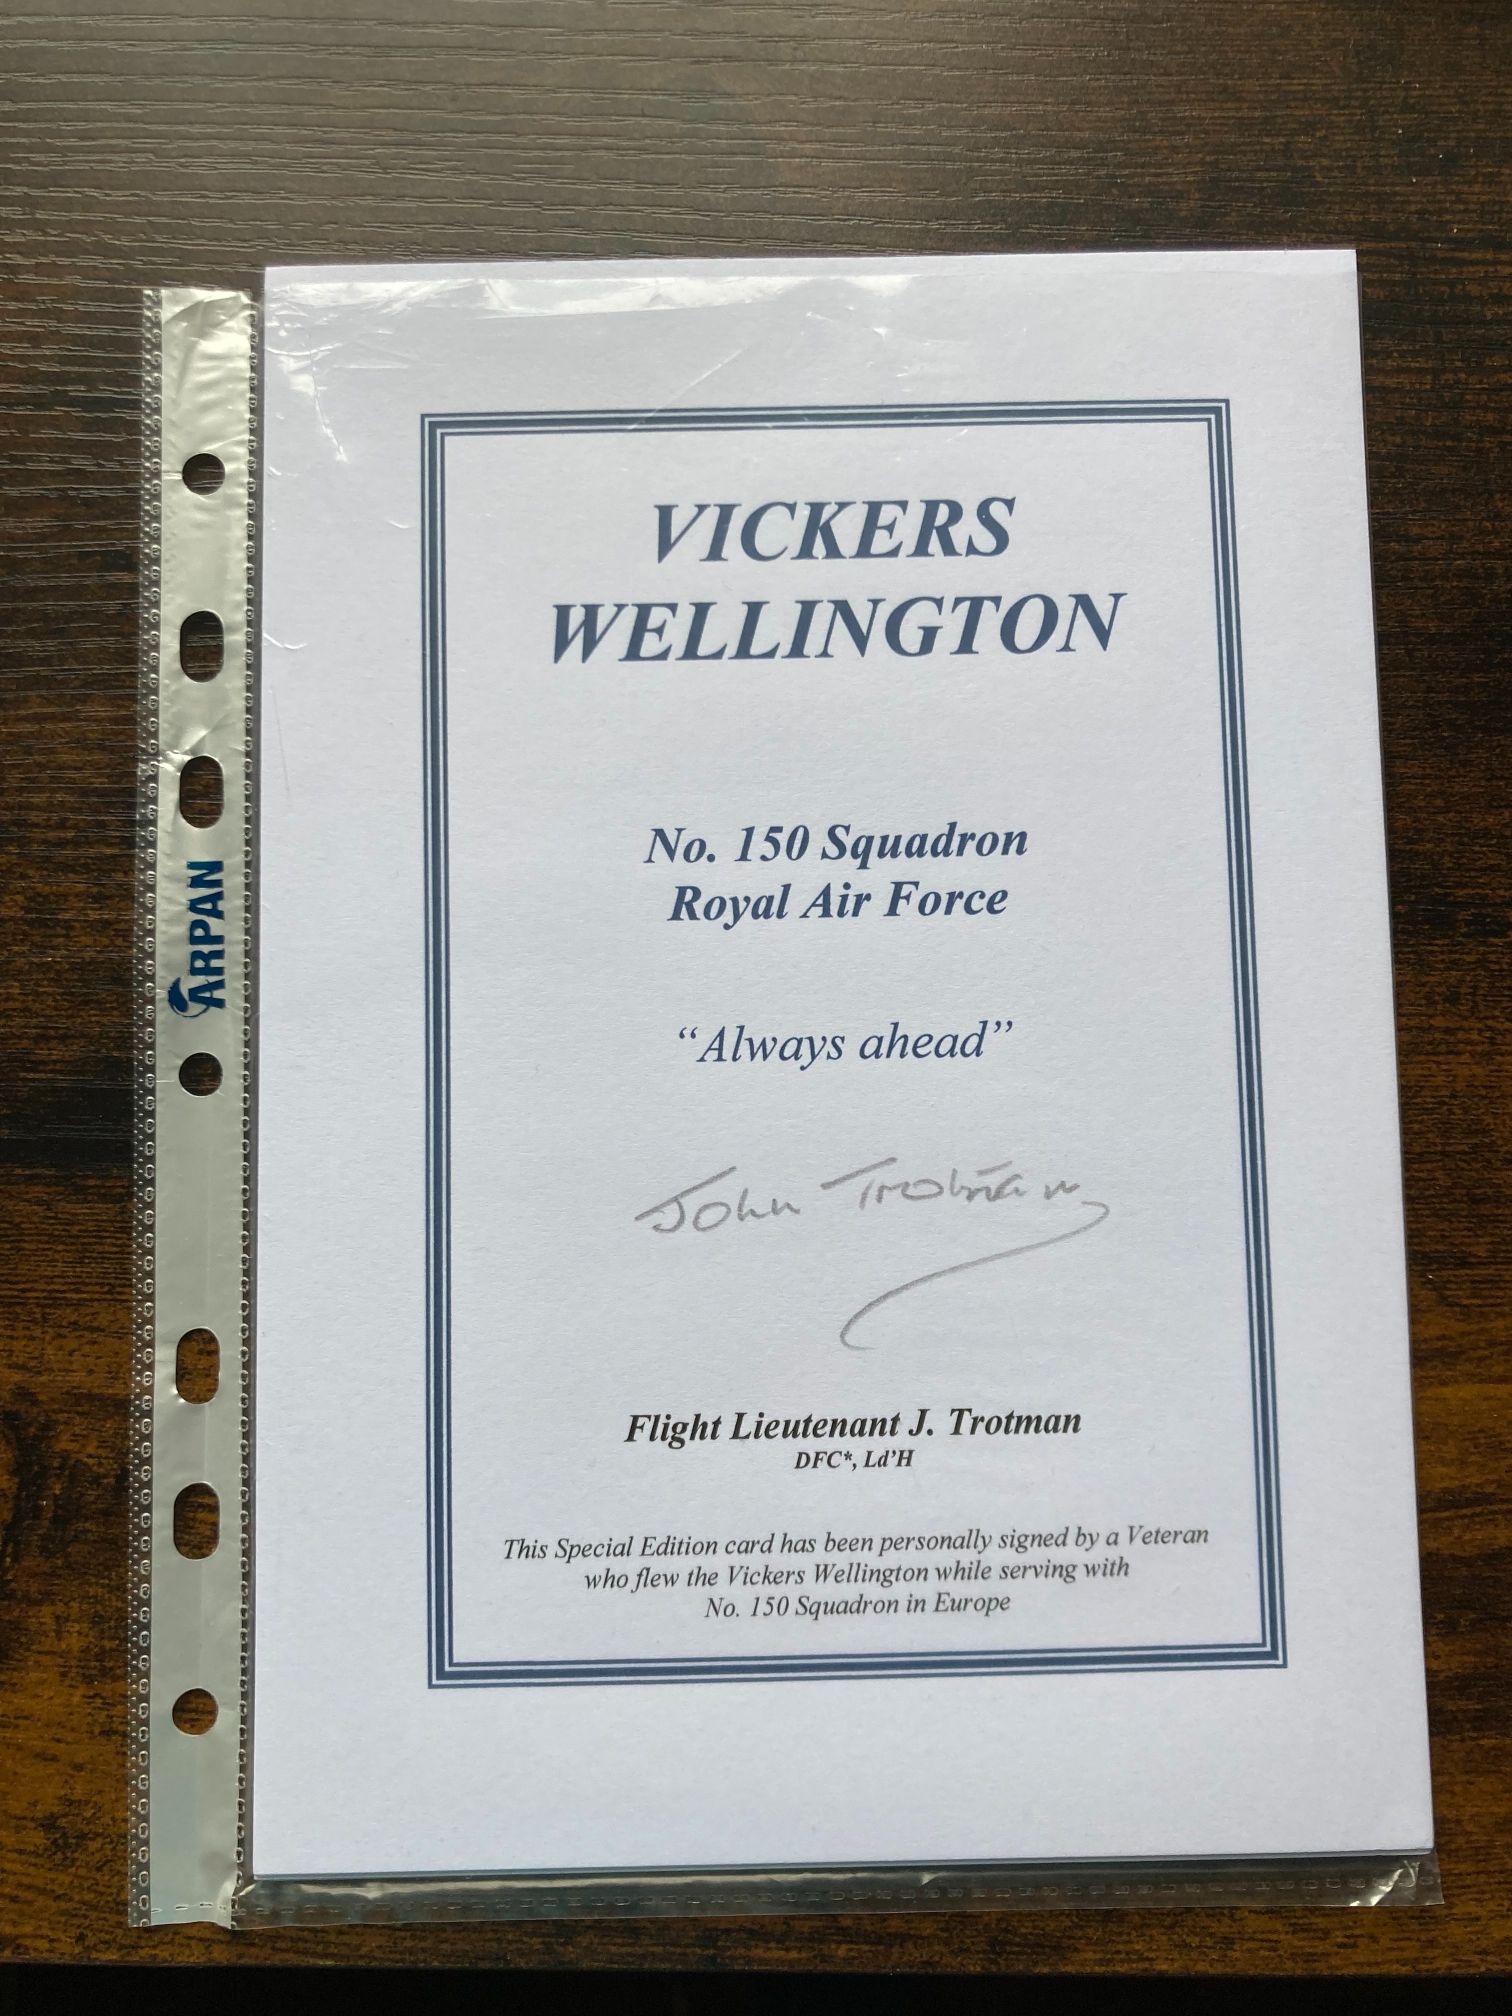 VICKERS
WELLINGTON
No. 150 Squadron
Royal Air Force
“Always ahead”
John Trotman
Flight Lieutenant J. Trotman
DFC*, Ld’H
This Special Edition card has been personally signed by a Veteran
who flew the Vickers Wellington while serving with
No. 150 Squadron in Europe
ARPAN